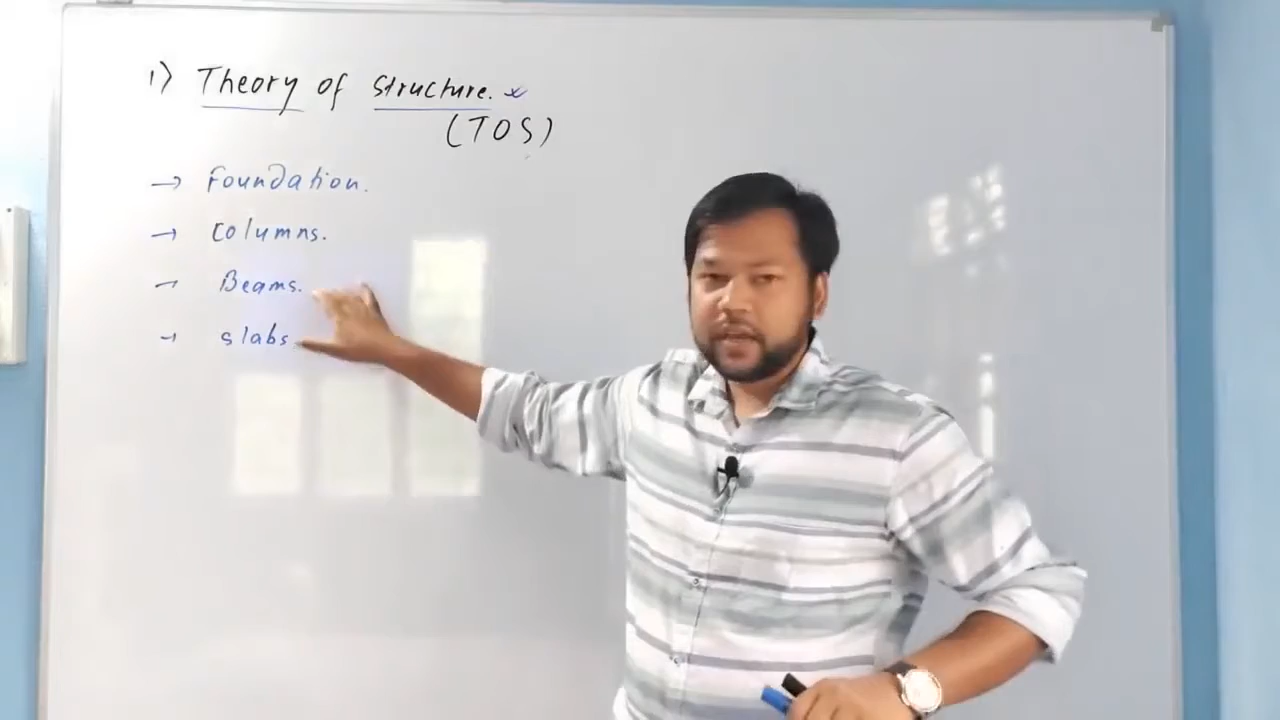 1) Theory of structure.
(TOS)
→ Foundation.
→ columns.
→ Beams.
→ slabs.